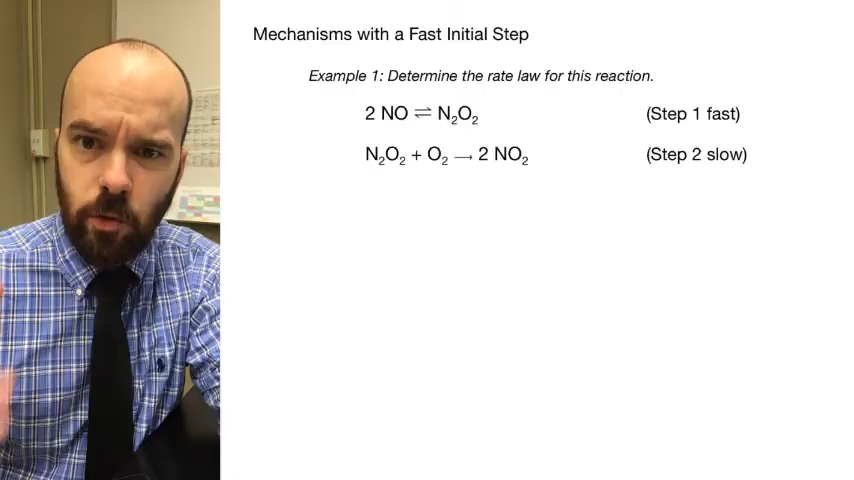 Mechanisms with a Fast Initial Step
Example 1: Determine the rate law for this reaction.
2 NO ⇌ N₂O₂ (Step 1 fast)
N₂O₂ + O₂ → 2 NO₂ (Step 2 slow)